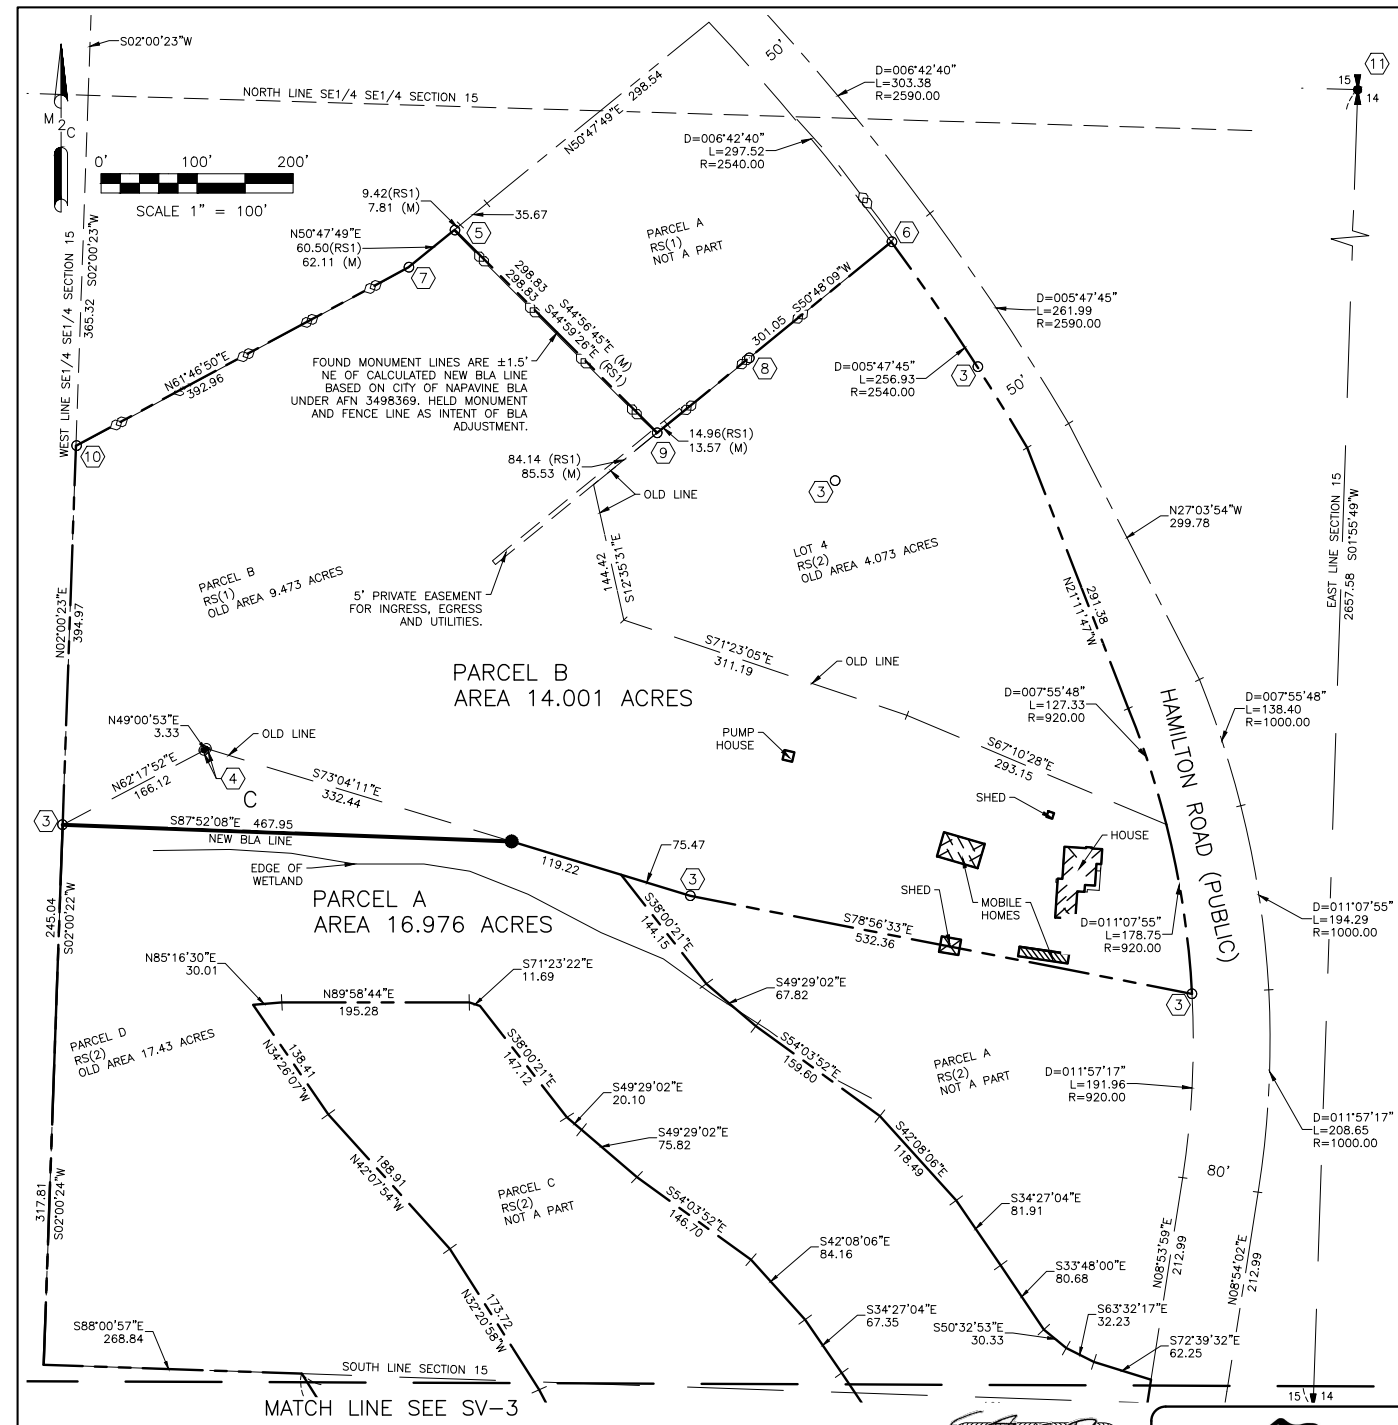 S02°00'23"W
NORTH LINE SE1/4 SE1/4 SECTION 15
M
2
C
0'
100'
200'
SCALE 1" = 100'
WEST LINE SE1/4 SE1/4 SECTION 15
365.32 S02°00'23"W
N50°47'49"E 298.54
50'
D=006°42'40"
L=303.38
R=2590.00
D=006°42'40"
L=297.52
R=2540.00
15
14
11
9.42(RS1)
7.81 (M)
35.67
5
N50°47'49"E
60.50(RS1)
62.11 (M)
7
PARCEL A
RS(1)
NOT A PART
6
298.83 S44°56'45"E (M)
298.83 S44°59'26"E (RS1)
301.05 S50°48'09"W
D=005°47'45"
L=261.99
R=2590.00
N61°46'50"E
392.96
FOUND MONUMENT LINES ARE ±1.5'
NE OF CALCULATED NEW BLA LINE
BASED ON CITY OF NAPAVINE BLA
UNDER AFN 3498369. HELD MONUMENT
AND FENCE LINE AS INTENT OF BLA
ADJUSTMENT.
8
D=005°47'45"
L=256.93
R=2540.00
3
50'
10
9
14.96(RS1)
13.57 (M)
84.14 (RS1)
85.53 (M)
OLD LINE
3
N27°03'54"W
299.78
EAST LINE SECTION 15
2657.58 S01°55'49"W
LOT 4
RS(2)
OLD AREA 4.073 ACRES
PARCEL B
RS(1)
OLD AREA 9.473 ACRES
5' PRIVATE EASEMENT
FOR INGRESS, EGRESS
AND UTILITIES.
S12°35'31"E
144.42
291.38
N21°11'47"W
N02°00'23"E
394.97
S71°23'05"E
311.19
OLD LINE
PARCEL B
AREA 14.001 ACRES
D=007°55'48"
L=127.33
R=920.00
D=007°55'48"
L=138.40
R=1000.00
HAMILTON ROAD (PUBLIC)
N49°00'53"E
3.33
OLD LINE
PUMP
HOUSE
S67°10'28"E
293.15
N62°17'52"E
166.12
4
S73°04'11"E
332.44
C
SHED
HOUSE
3
S87°52'08"E 467.95
NEW BLA LINE
EDGE OF
WETLAND
119.22
75.47
3
SHED
MOBILE
HOMES
PARCEL A
AREA 16.976 ACRES
S38°00'21"E
144.15
S78°56'33"E
532.36
D=011°07'55"
L=178.75
R=920.00
D=011°07'55"
L=194.29
R=1000.00
245.04
S02°00'22"W
N85°16'30"E
30.01
S71°23'22"E
11.69
N89°58'44"E
195.28
S49°29'02"E
67.82
3
PARCEL D
RS(2)
OLD AREA 17.43 ACRES
138.41
N34°26'07"W
S38°00'21"E
147.12
S54°03'52"E
159.60
PARCEL A
RS(2)
NOT A PART
D=011°57'17"
L=191.96
R=920.00
S49°29'02"E
20.10
S49°29'02"E
75.82
D=011°57'17"
L=208.65
R=1000.00
S42°08'06"E
118.49
188.91
N42°07'54"W
80'
317.81
S02°00'24"W
PARCEL C
RS(2)
NOT A PART
S54°03'52"E
146.70
S34°27'04"E
81.91
S42°08'06"E
84.16
N08°53'59"E
212.99
N08°54'02"E
212.99
S33°48'00"E
80.68
173.72
N32°20'58"W
S34°27'04"E
67.35
S50°32'53"E
30.33
S63°32'17"E
32.23
S72°39'32"E
62.25
S88°00'57"E
268.84
SOUTH LINE SECTION 15
15
14
MATCH LINE SEE SV-3